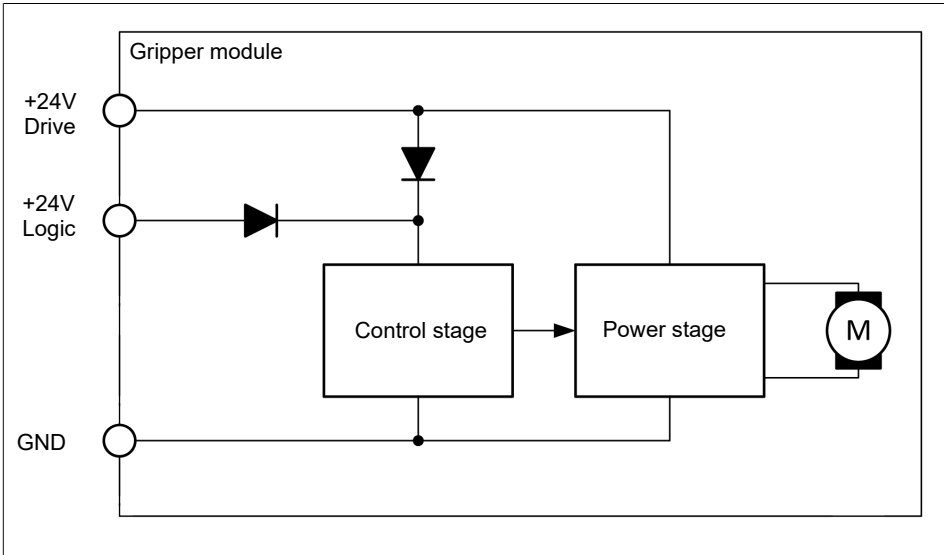 Gripper module
+24V
Drive
+24V
Logic
Control stage
Power stage
M
GND